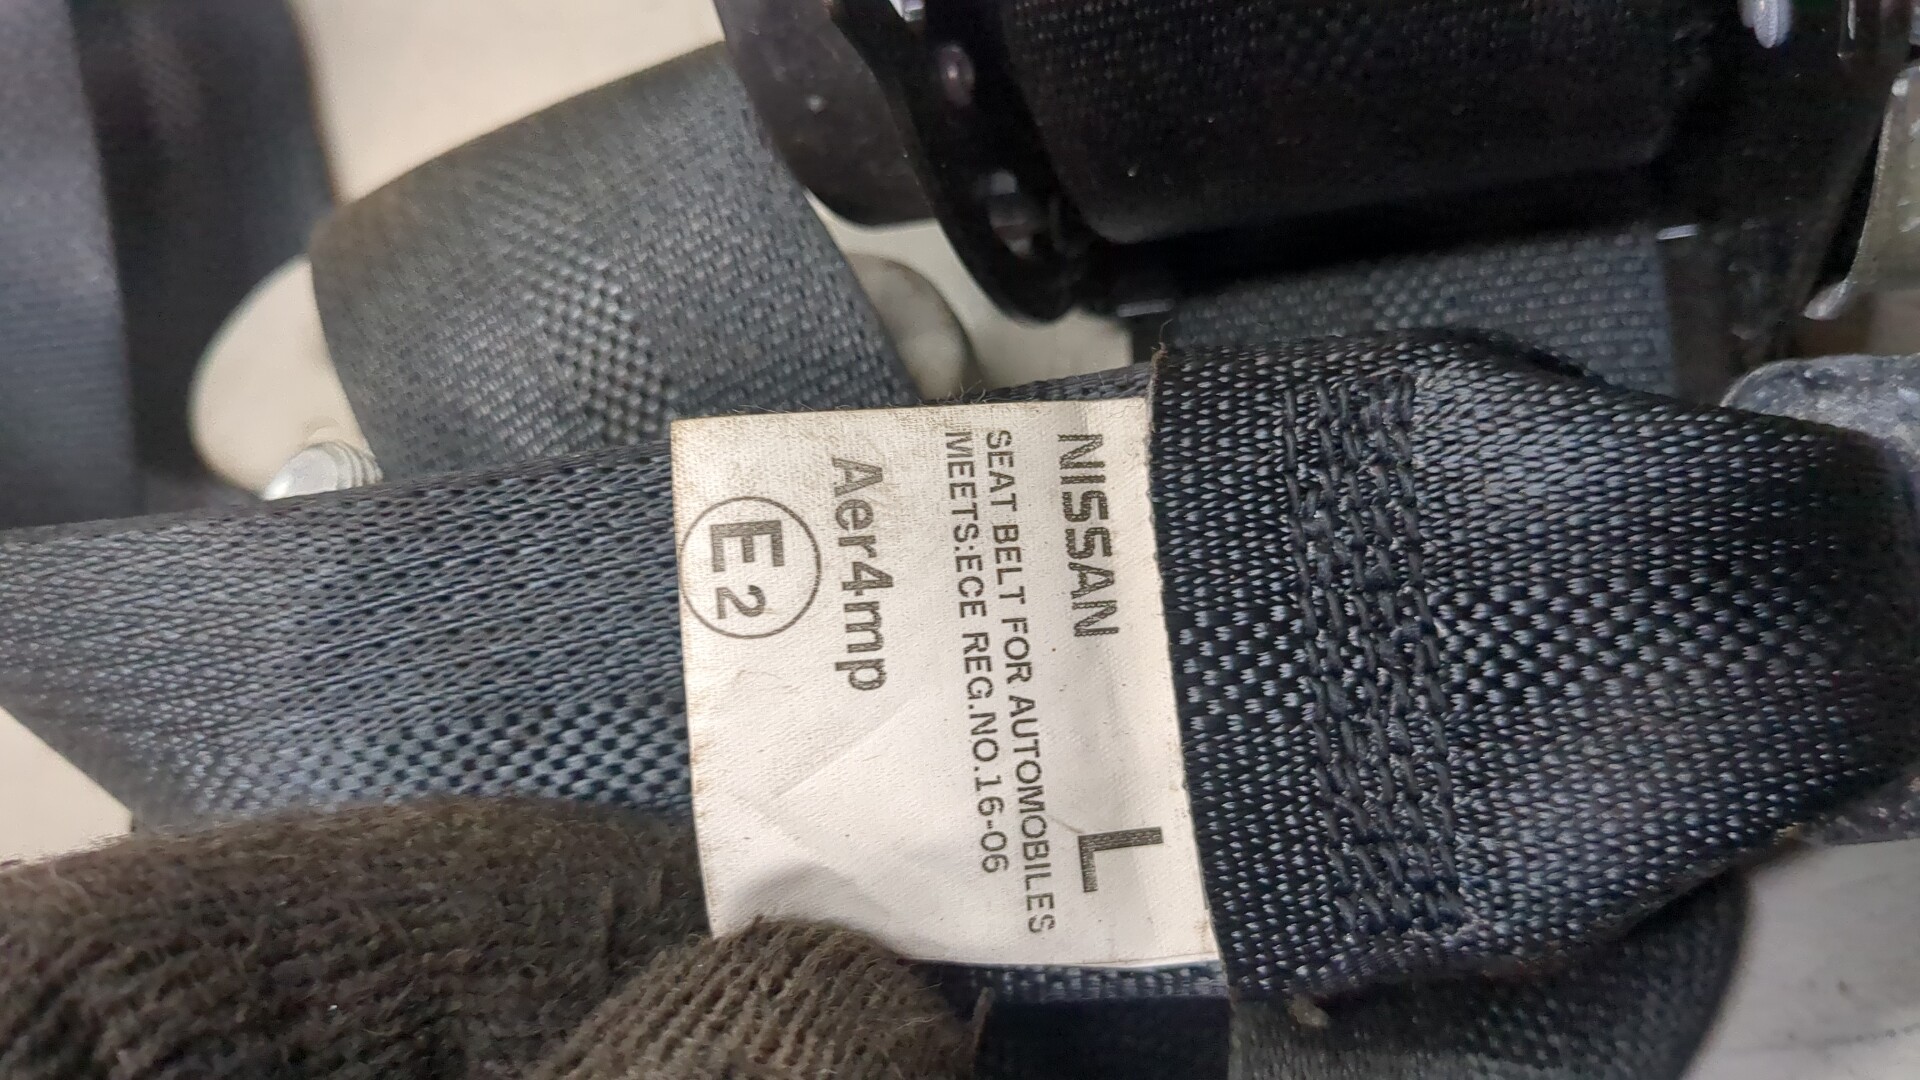 NISSAN L
SEAT BELT FOR AUTOMOBILES
MEETS:ECE REG.NO.16-06
Aer4mp
E2